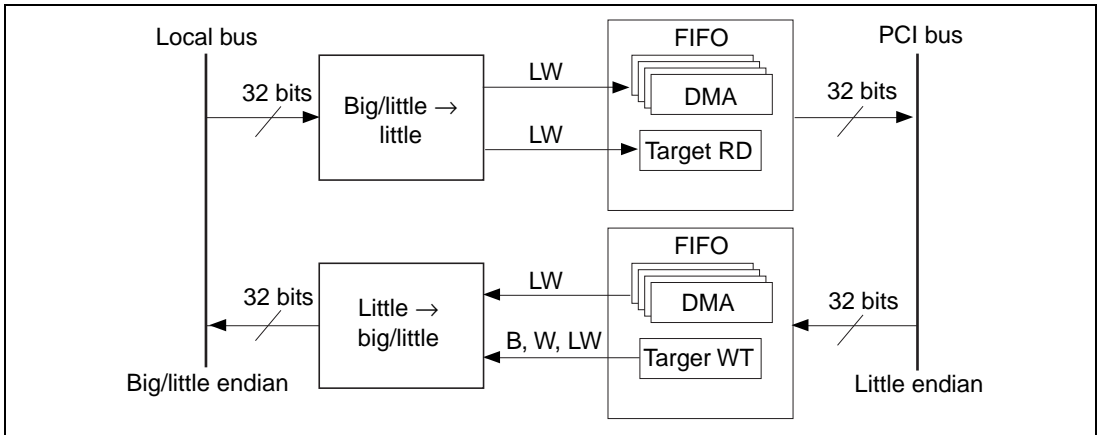 Local bus
FIFO
PCI bus
32 bits
LW
DMA
32 bits
Big/little →
little
LW
Target RD
FIFO
32 bits
LW
DMA
32 bits
Little →
big/little
B, W, LW
Targer WT
Big/little endian
Little endian